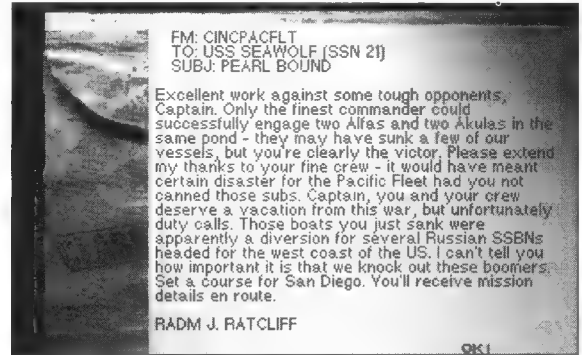 FM: CINCPACFLT
TO: USS SEAWOLF (SSN 21)
SUBJ: PEARL BOUND
Excellent work against some tough opponents,
Captain. Only the finest commander could
successfully engage two Alfas and two Akulas in the
same pond - they may have sunk a few of our
vessels, but you're clearly the victor. Please extend
my thanks to your fine crew - it would have meant
certain disaster for the Pacific Fleet had you not
canned those subs. Captain, you and your crew
deserve a vacation from this war, but unfortunately
duty calls. Those boats you just sank were
apparently a diversion for several Russian SSBNs
headed for the west coast of the US. I can't tell you
how important it is that we knock out these boomers.
Set a course for San Diego. You'll receive mission
details en route.
RADM J. RATCLIFF
OK!